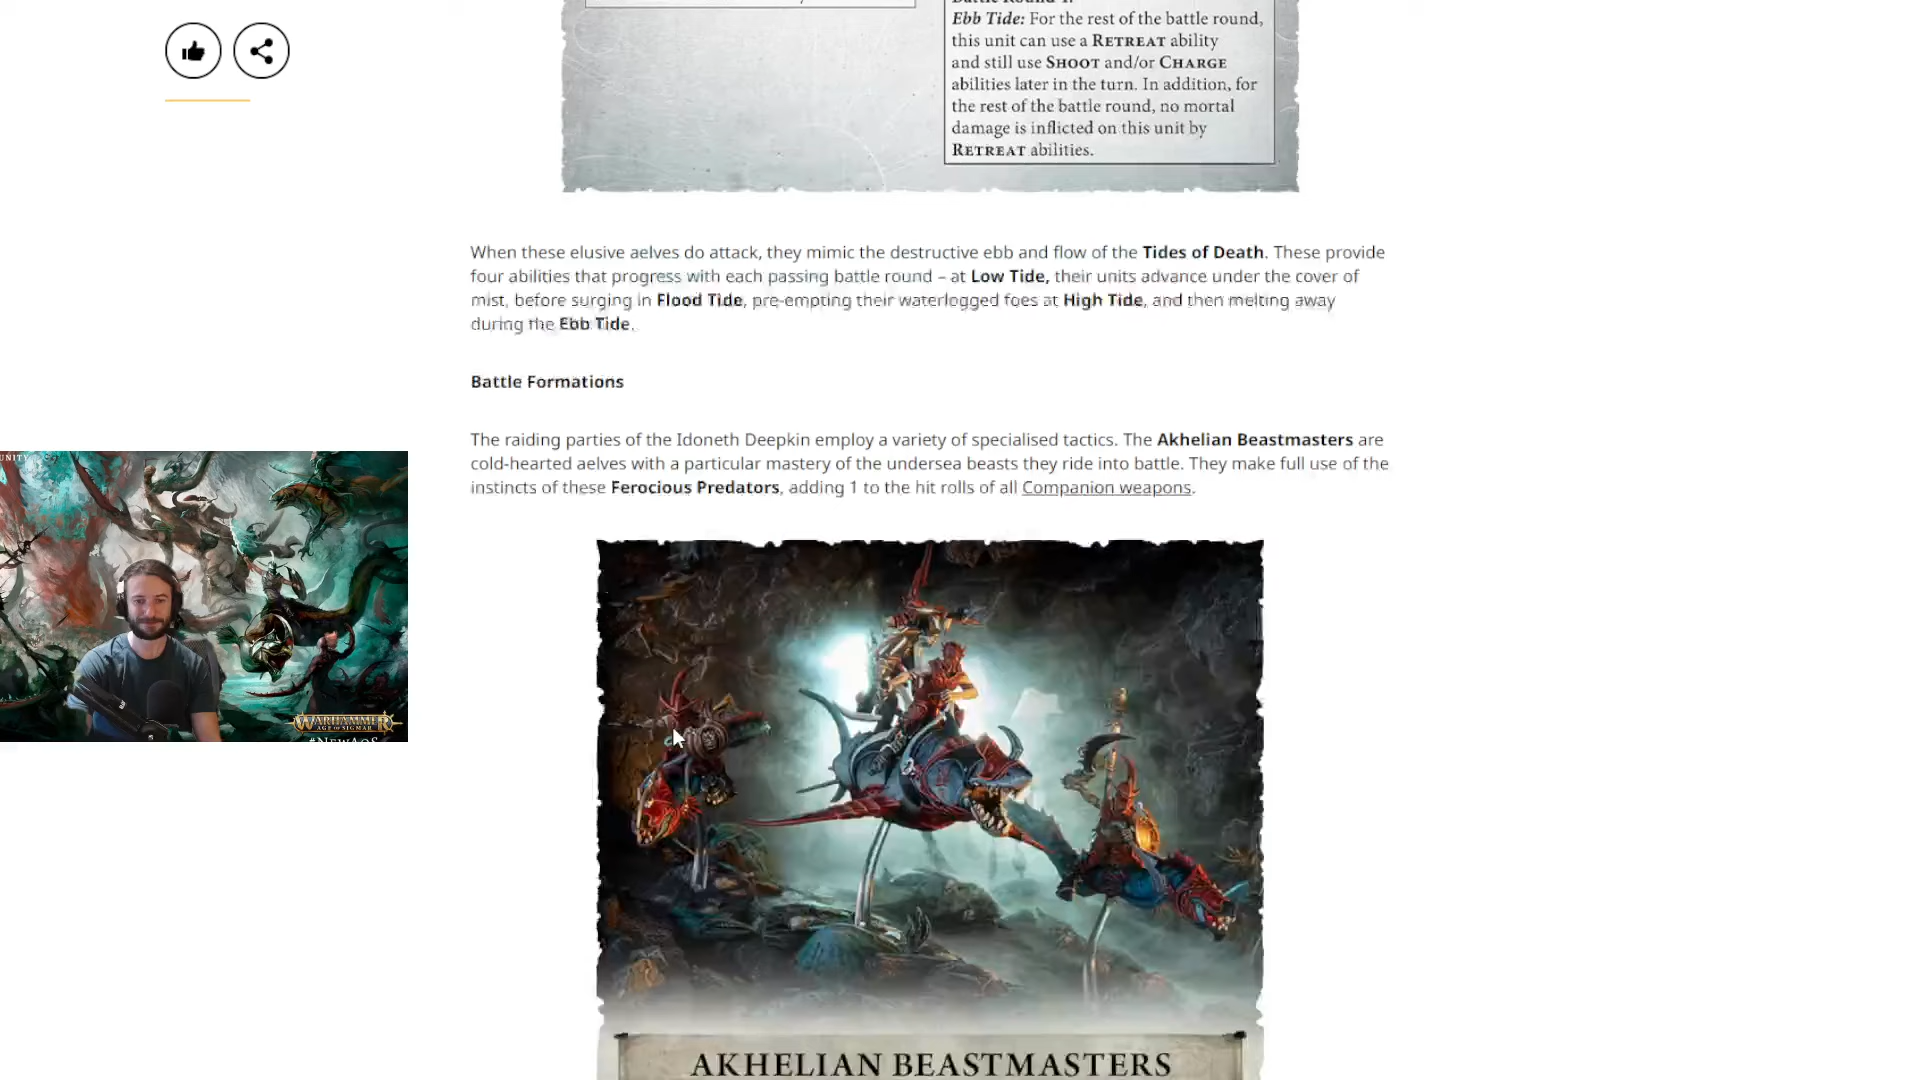 Ebb Tide: For the rest of the battle round,
this unit can use a RETREAT ability
and still use SHOOT and/or CHARGE
abilities later in the turn. In addition, for
the rest of the battle round, no mortal
damage is inflicted on this unit by
RETREAT abilities.
When these elusive aelves do attack, they mimic the destructive ebb and flow of the Tides of Death. These provide
four abilities that progress with each passing battle round – at Low Tide, their units advance under the cover of
mist, before surging in Flood Tide, pre-empting their waterlogged foes at High Tide, and then melting away
during the Ebb Tide.
Battle Formations
The raiding parties of the Idoneth Deepkin employ a variety of specialised tactics. The Akhelian Beastmasters are
cold-hearted aelves with a particular mastery of the undersea beasts they ride into battle. They make full use of the
instincts of these Ferocious Predators, adding 1 to the hit rolls of all Companion weapons.
UNITY
WARHAMMER
AGE OF SIGMAR
#NEWAOS
AKHELIAN BEASTMASTERS